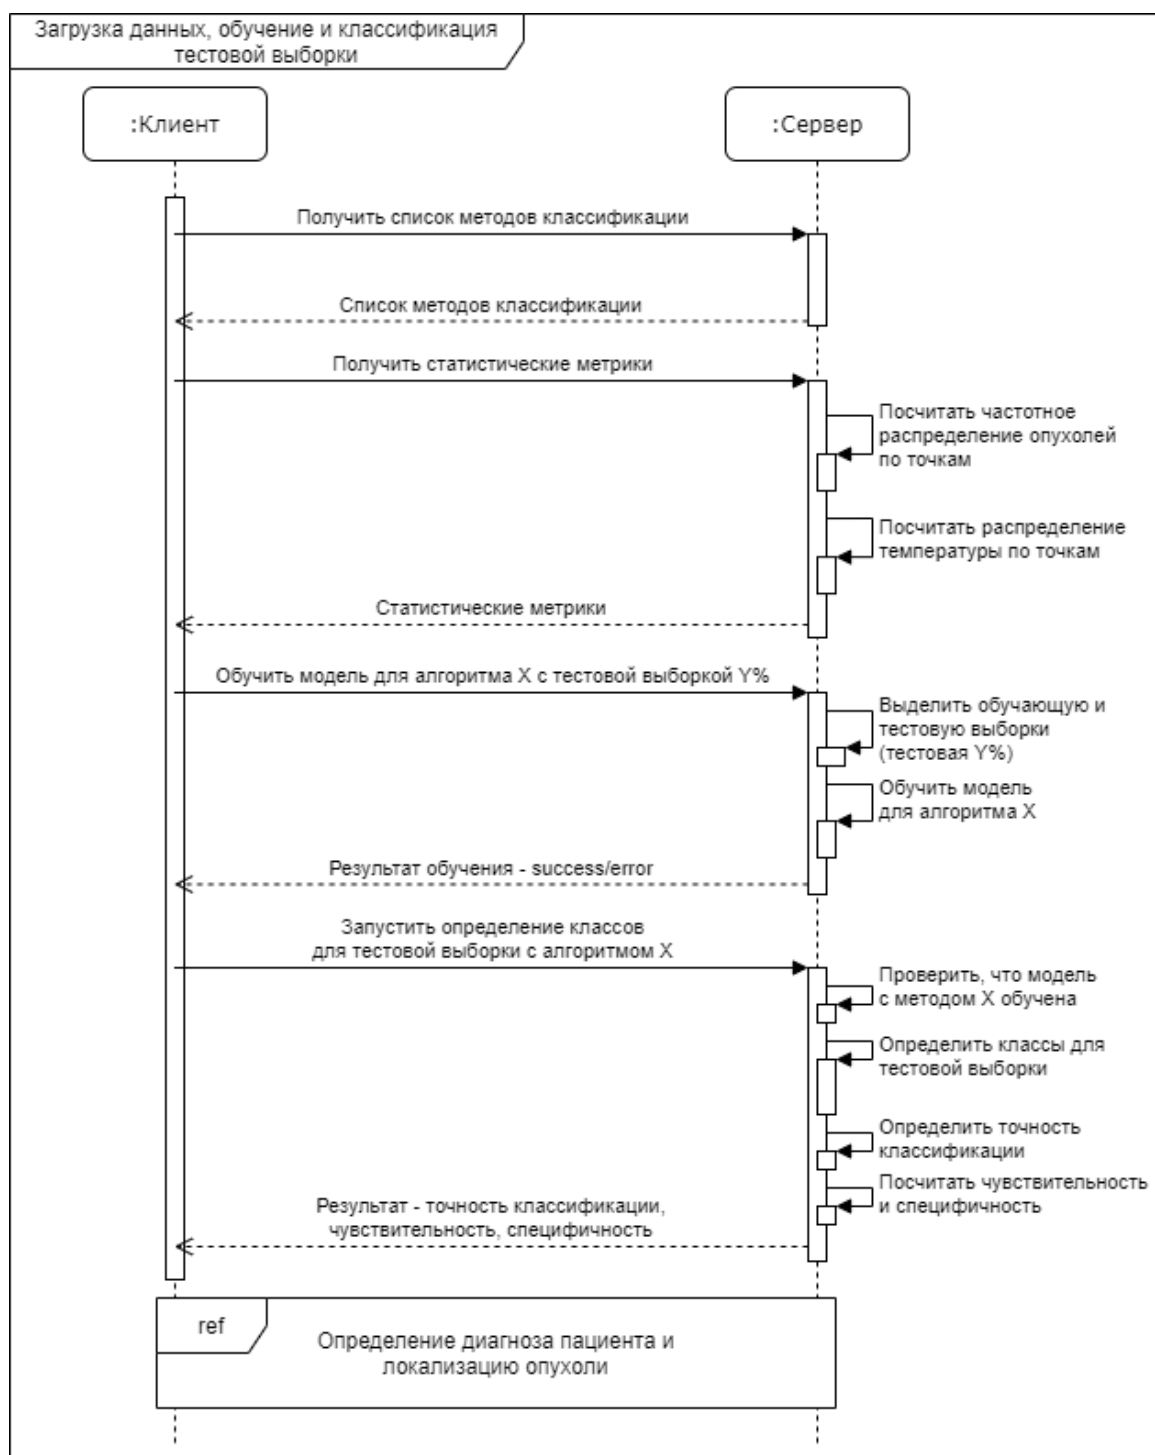 Загрузка данных, обучение и классификация
тестовой выборки
:Клиент
:Сервер
Получить список методов классификации
Список методов классификации
Получить статистические метрики
Посчитать частотное
распределение опухолей
по точкам
Посчитать распределение
температуры по точкам
Статистические метрики
Обучить модель для алгоритма X с тестовой выборкой Y%
Выделить обучающую и
тестовую выборки
(тестовая Y%)
Обучить модель
для алгоритма X
Результат обучения - success/error
Запустить определение классов
для тестовой выборки с алгоритмом X
Проверить, что модель
с методом X обучена
Определить классы для
тестовой выборки
Определить точность
классификации
Посчитать чувствительность
и специфичность
Результат - точность классификации,
чувствительность, специфичность
ref
Определение диагноза пациента и
локализацию опухоли